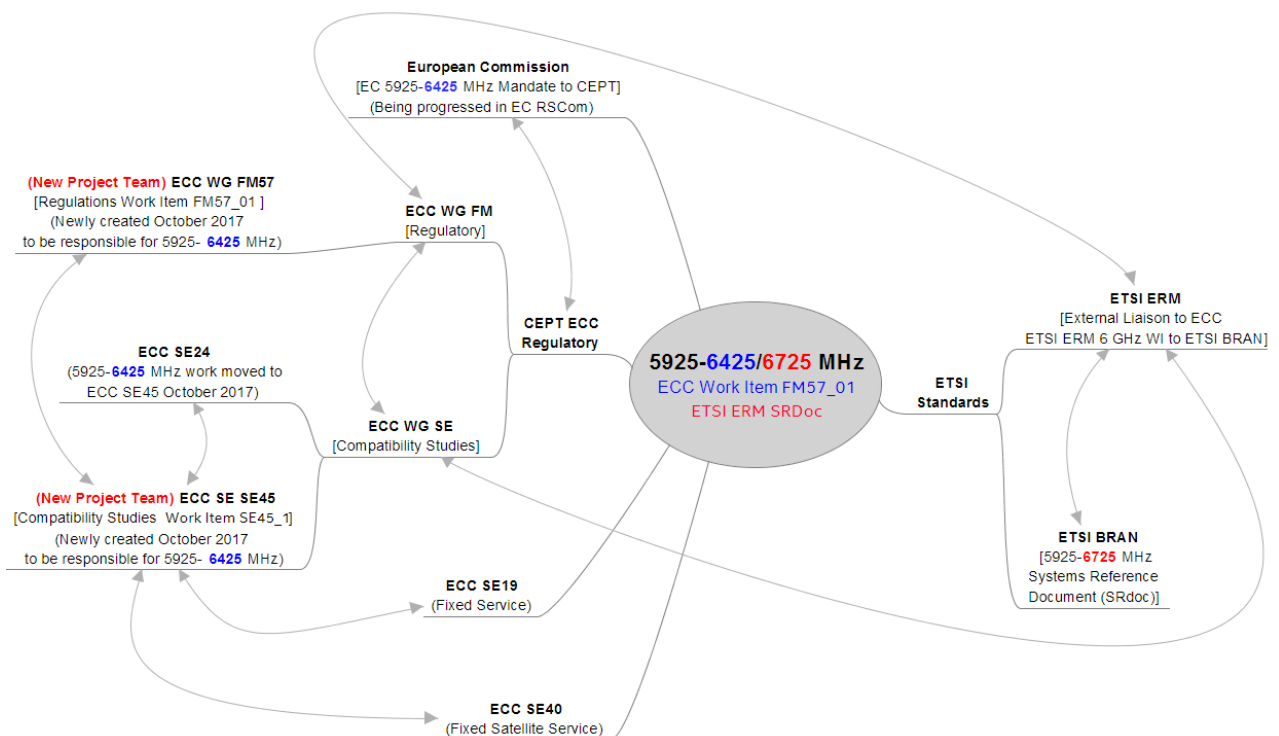 European Commission
[EC 5925-6425 MHz Mandate to CEPT]
(Being progressed in EC RSCom)
(New Project Team) ECC WG FM57
[Regulations Work Item FM57_01 ]
(Newly created October 2017
to be responsible for 5925- 6425 MHz)
ECC WG FM
[Regulatory]
CEPT ECC
Regulatory
ECC SE24
(5925-6425 MHz work moved to
ECC SE45 October 2017)
ECC WG SE
[Compatibility Studies]
(New Project Team) ECC SE SE45
[Compatibility Studies  Work Item SE45_1]
(Newly created October 2017
to be responsible for 5925- 6425 MHz)
ECC SE19
(Fixed Service)
ECC SE40
(Fixed Satellite Service)
5925-6425/6725 MHz
ECC Work Item FM57_01
ETSI ERM SRDoc
ETSI
Standards
ETSI ERM
[External Liaison to ECC
ETSI ERM 6 GHz WI to ETSI BRAN]
ETSI BRAN
[5925-6725 MHz
Systems Reference
Document (SRdoc)]